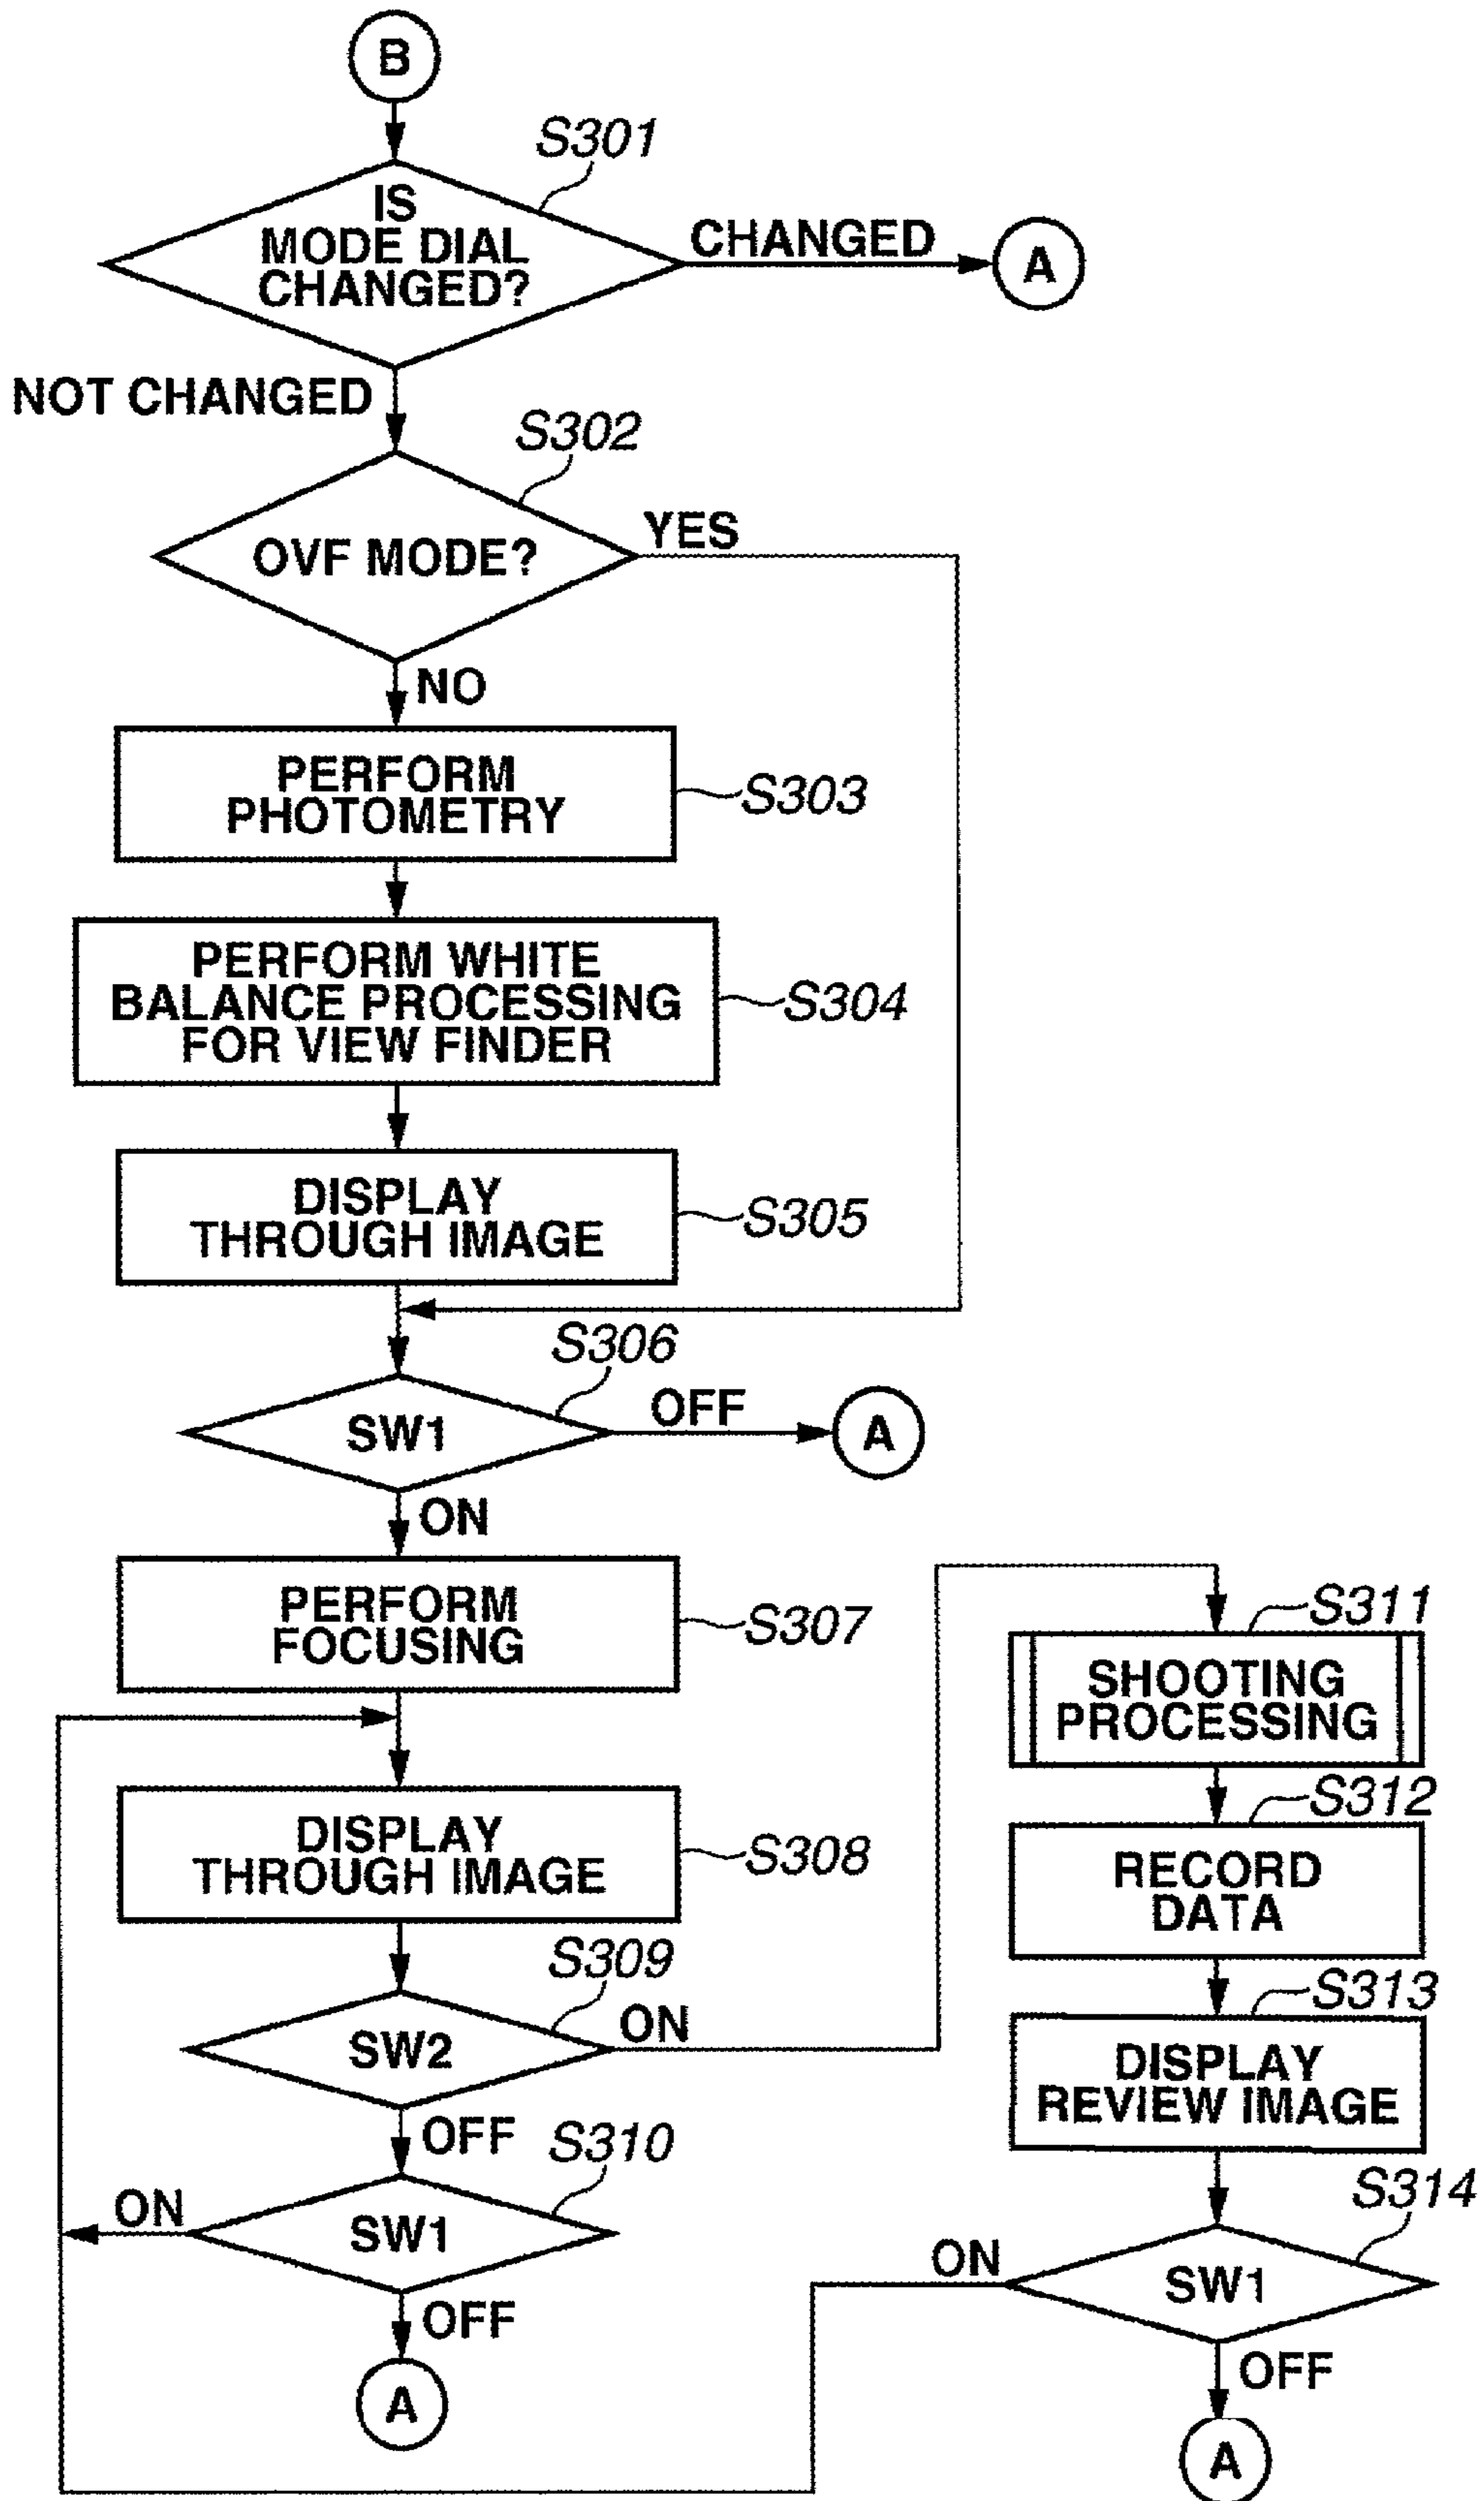 B
S301
IS
MODE DIAL
CHANGED?
CHANGED
A
NOT CHANGED
S302
OVF MODE?
YES
NO
PERFORM
PHOTOMETRY
S303
PERFORM WHITE
BALANCE PROCESSING
FOR VIEW FINDER
S304
DISPLAY
THROUGH IMAGE
S305
S306
SW1
OFF
A
ON
PERFORM
FOCUSING
S307
DISPLAY
THROUGH IMAGE
S308
S309
SW2
ON
OFF
S310
SW1
ON
OFF
A
S311
SHOOTING
PROCESSING
S312
RECORD
DATA
S313
DISPLAY
REVIEW IMAGE
S314
SW1
ON
OFF
A